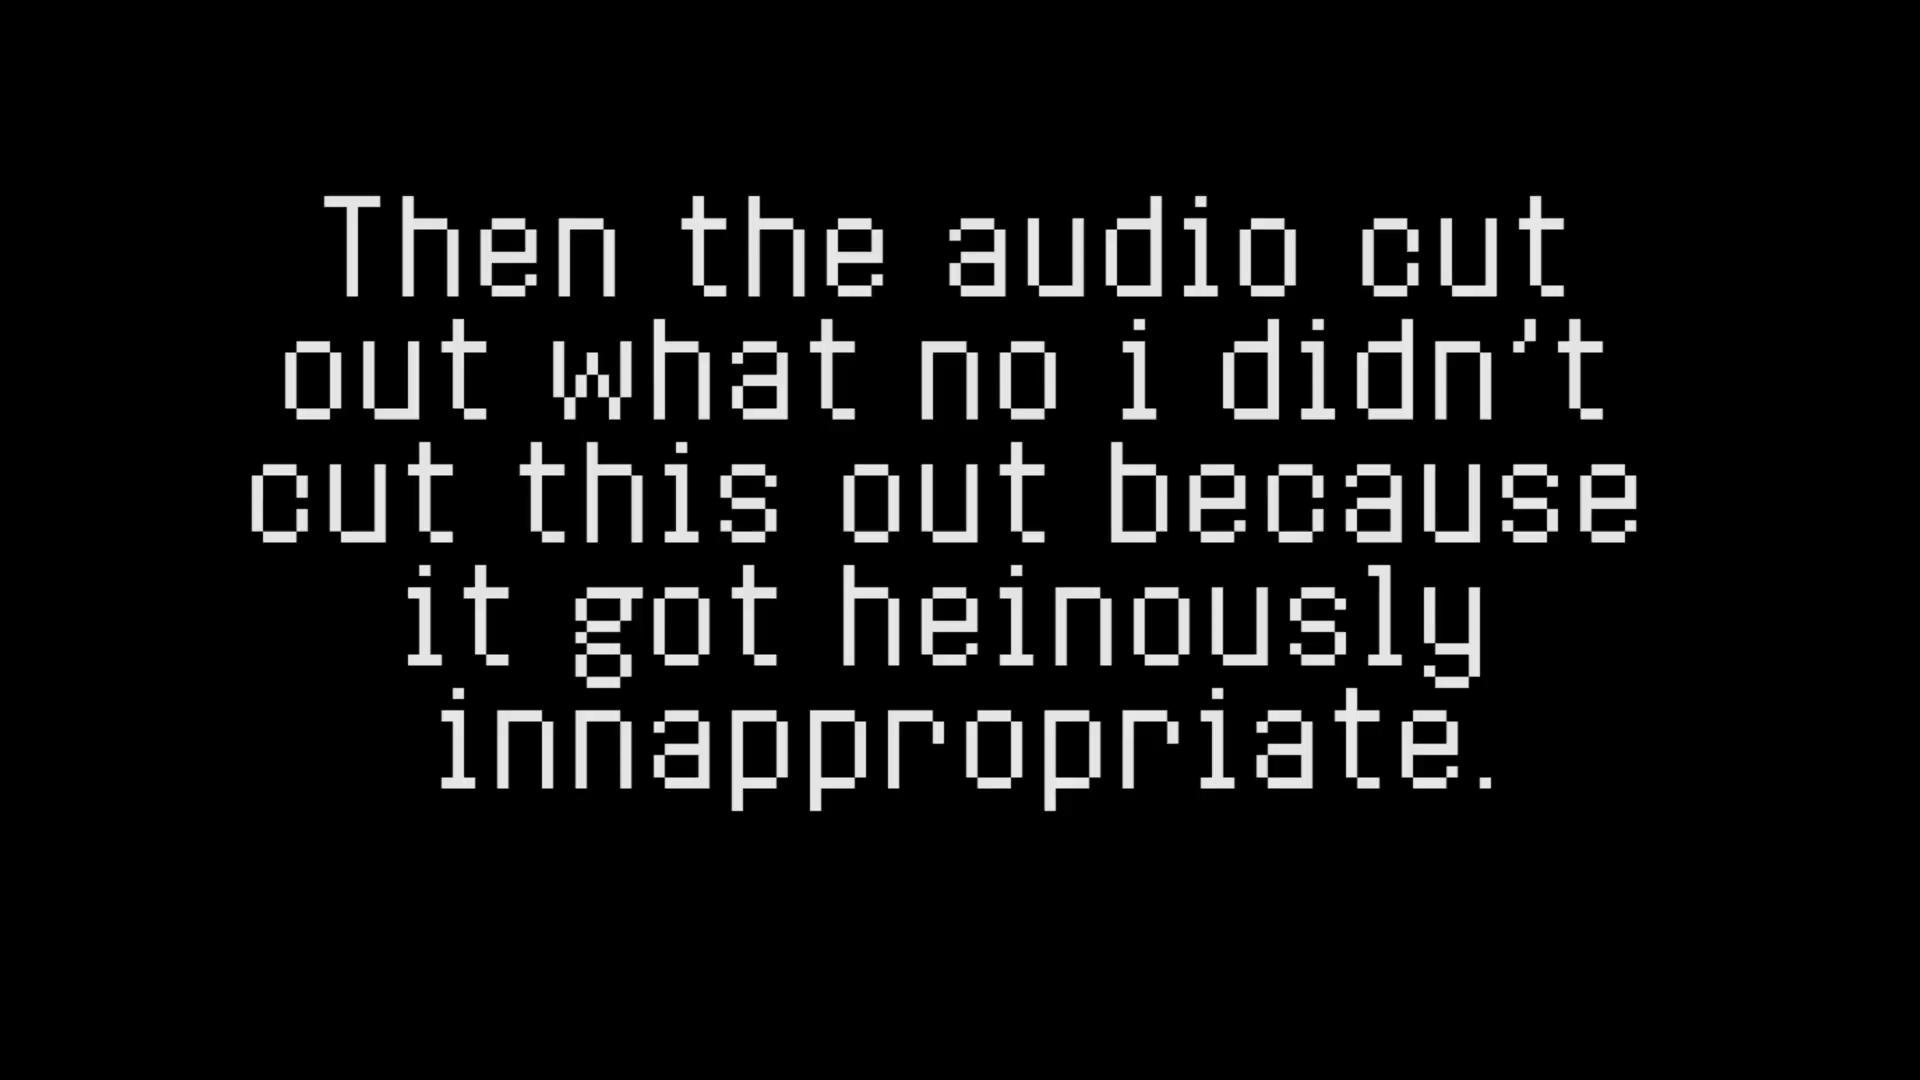 Then the audio cut
out what no i didn't
cut this out because
it got heinously
innappropriate.